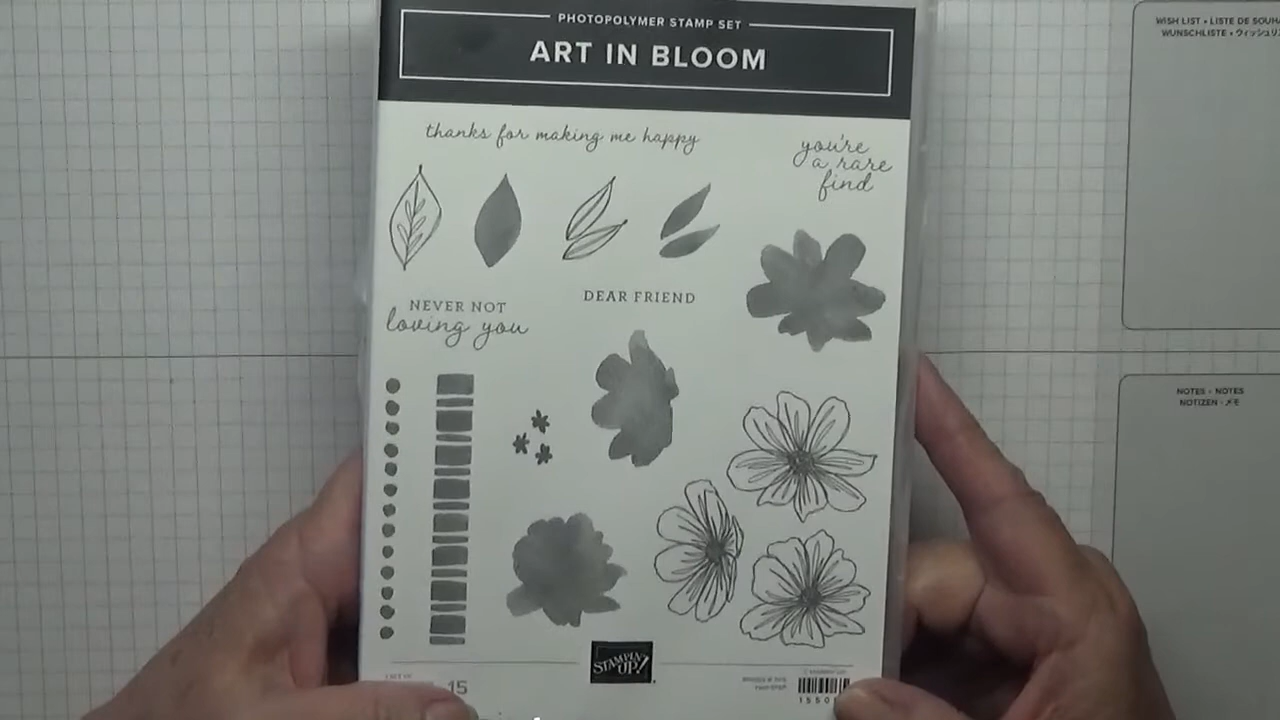 PHOTOPOLYMER STAMP SET
ART IN BLOOM
thanks for making me happy
you're
a rare
find
NEVER NOT
loving you
DEAR FRIEND
STAMPIN' UP!
15
WISH LIST • LISTE DE SOUH
WUNSCHLISTE • ウィッシュリ
NOTES • NOTES
NOTIZEN • メモ